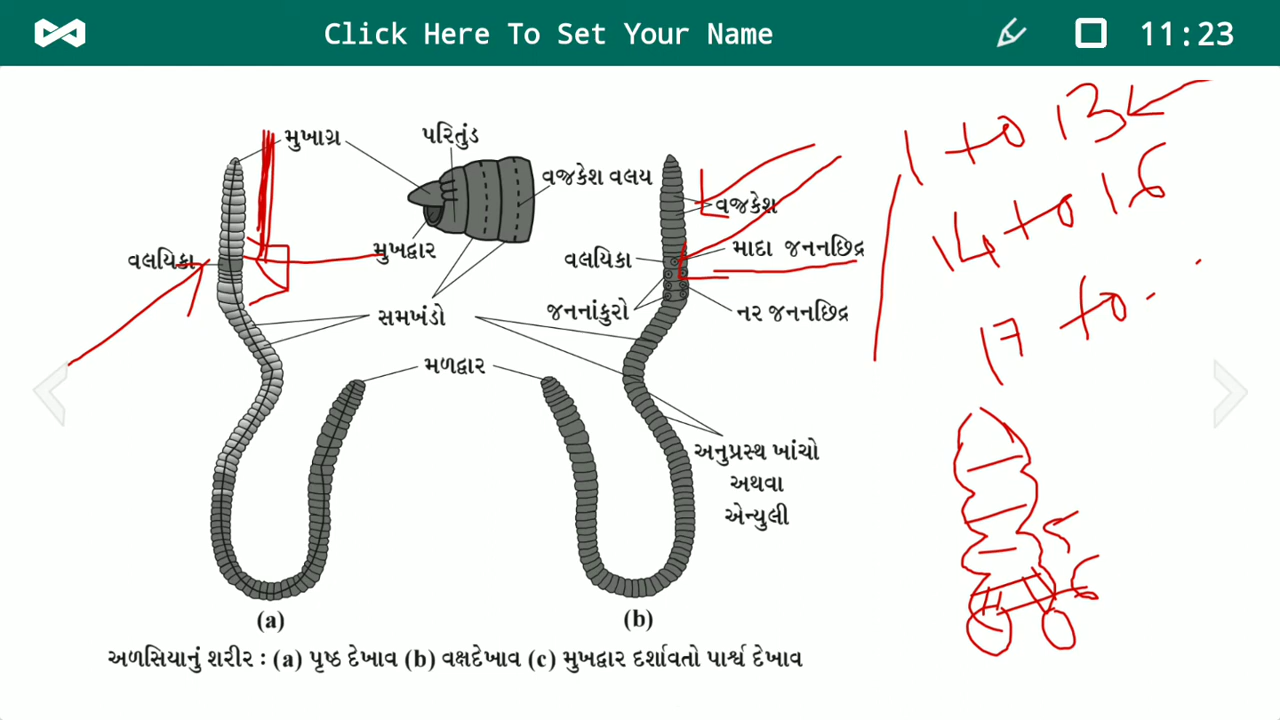 Click Here To Set Your Name
11:23
મુખાગ્ર
પરિતુંડ
વજકેશ વલય
વજકેશ
મુખદ્વાર
વલયિકા
વલયિકા
માદા જનનછિદ્ર
જનનાંકુરો
નર જનનછિદ્ર
સમખંડો
મળદ્વાર
અનુપ્રસ્થ ખાંચો
અથવા
એન્યુલી
(a)
(b)
અળસિયાનું શરીર : (a) પૃષ્ઠ દેખાવ (b) વક્ષદેખાવ (c) મુખદ્વાર દર્શાવતો પાર્શ્વ દેખાવ
1 to 13
14 to 16
17 to
5
6